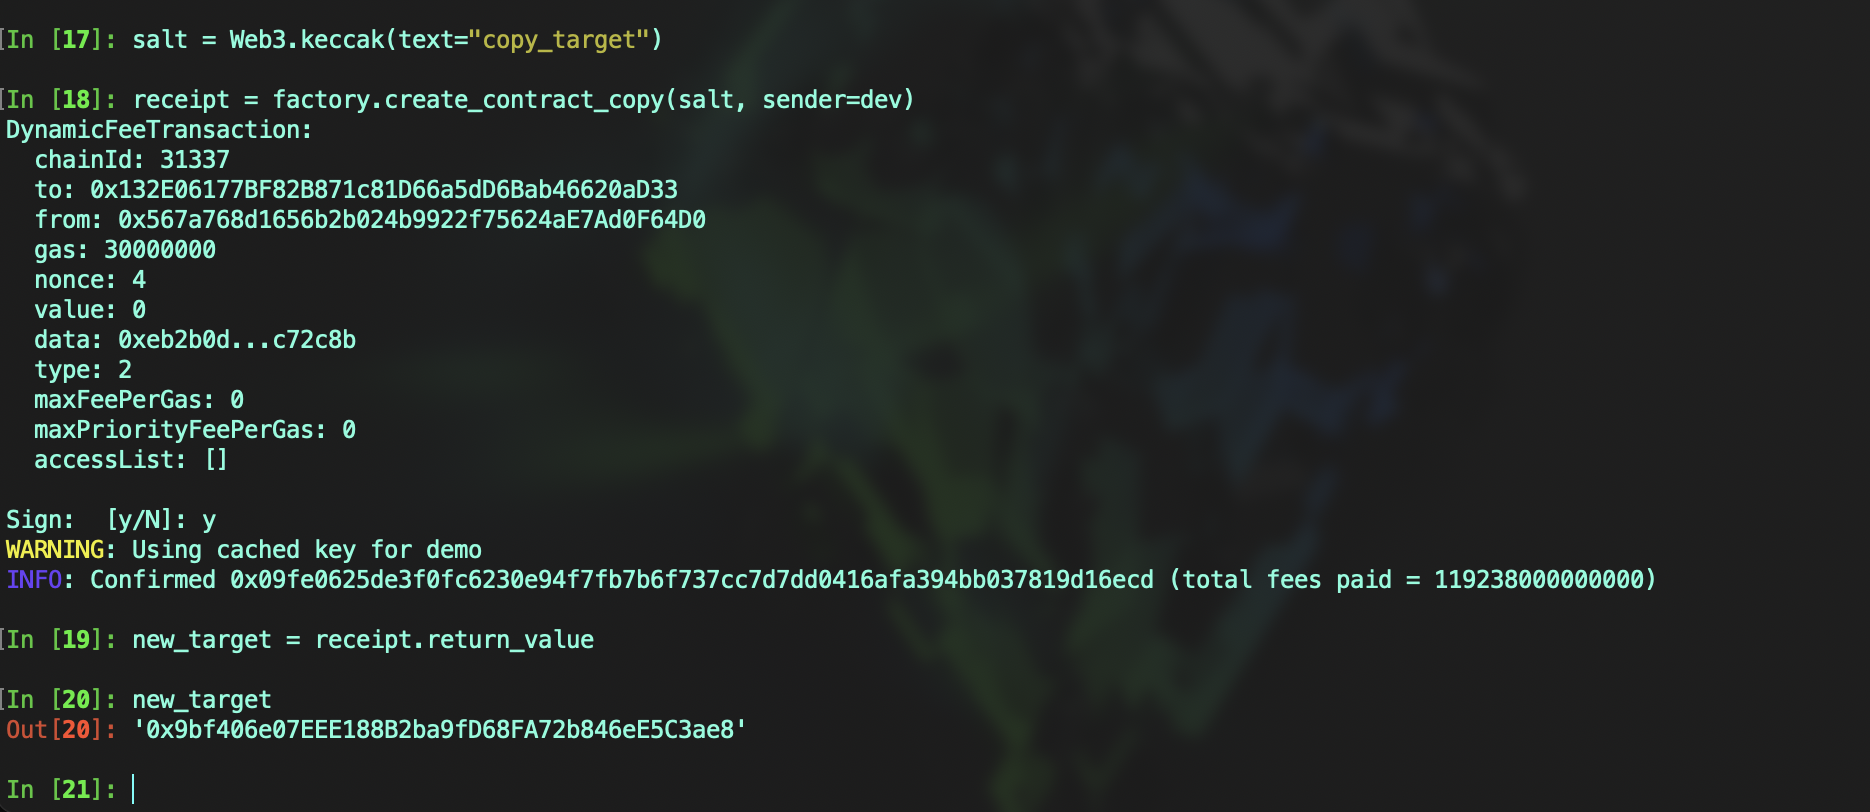 In [17]: salt = Web3.keccak(text="copy_target")
In [18]: receipt = factory.create_contract_copy(salt, sender=dev)
DynamicFeeTransaction:
  chainId: 31337
  to: 0x132E06177BF82B871c81D66a5dD6Bab46620aD33
  from: 0x567a768d1656b2b024b9922f75624aE7Ad0F64D0
  gas: 30000000
  nonce: 4
  value: 0
  data: 0xeb2b0d...c72c8b
  type: 2
  maxFeePerGas: 0
  maxPriorityFeePerGas: 0
  accessList: []
Sign:  [y/N]: y
WARNING: Using cached key for demo
INFO: Confirmed 0x09fe0625de3f0fc6230e94f7fb7b6f737cc7d7dd0416afa394bb037819d16ecd (total fees paid = 119238000000000)
In [19]: new_target = receipt.return_value
In [20]: new_target
Out[20]: '0x9bf406e07EEE188B2ba9fD68FA72b846eE5C3ae8'
In [21]: